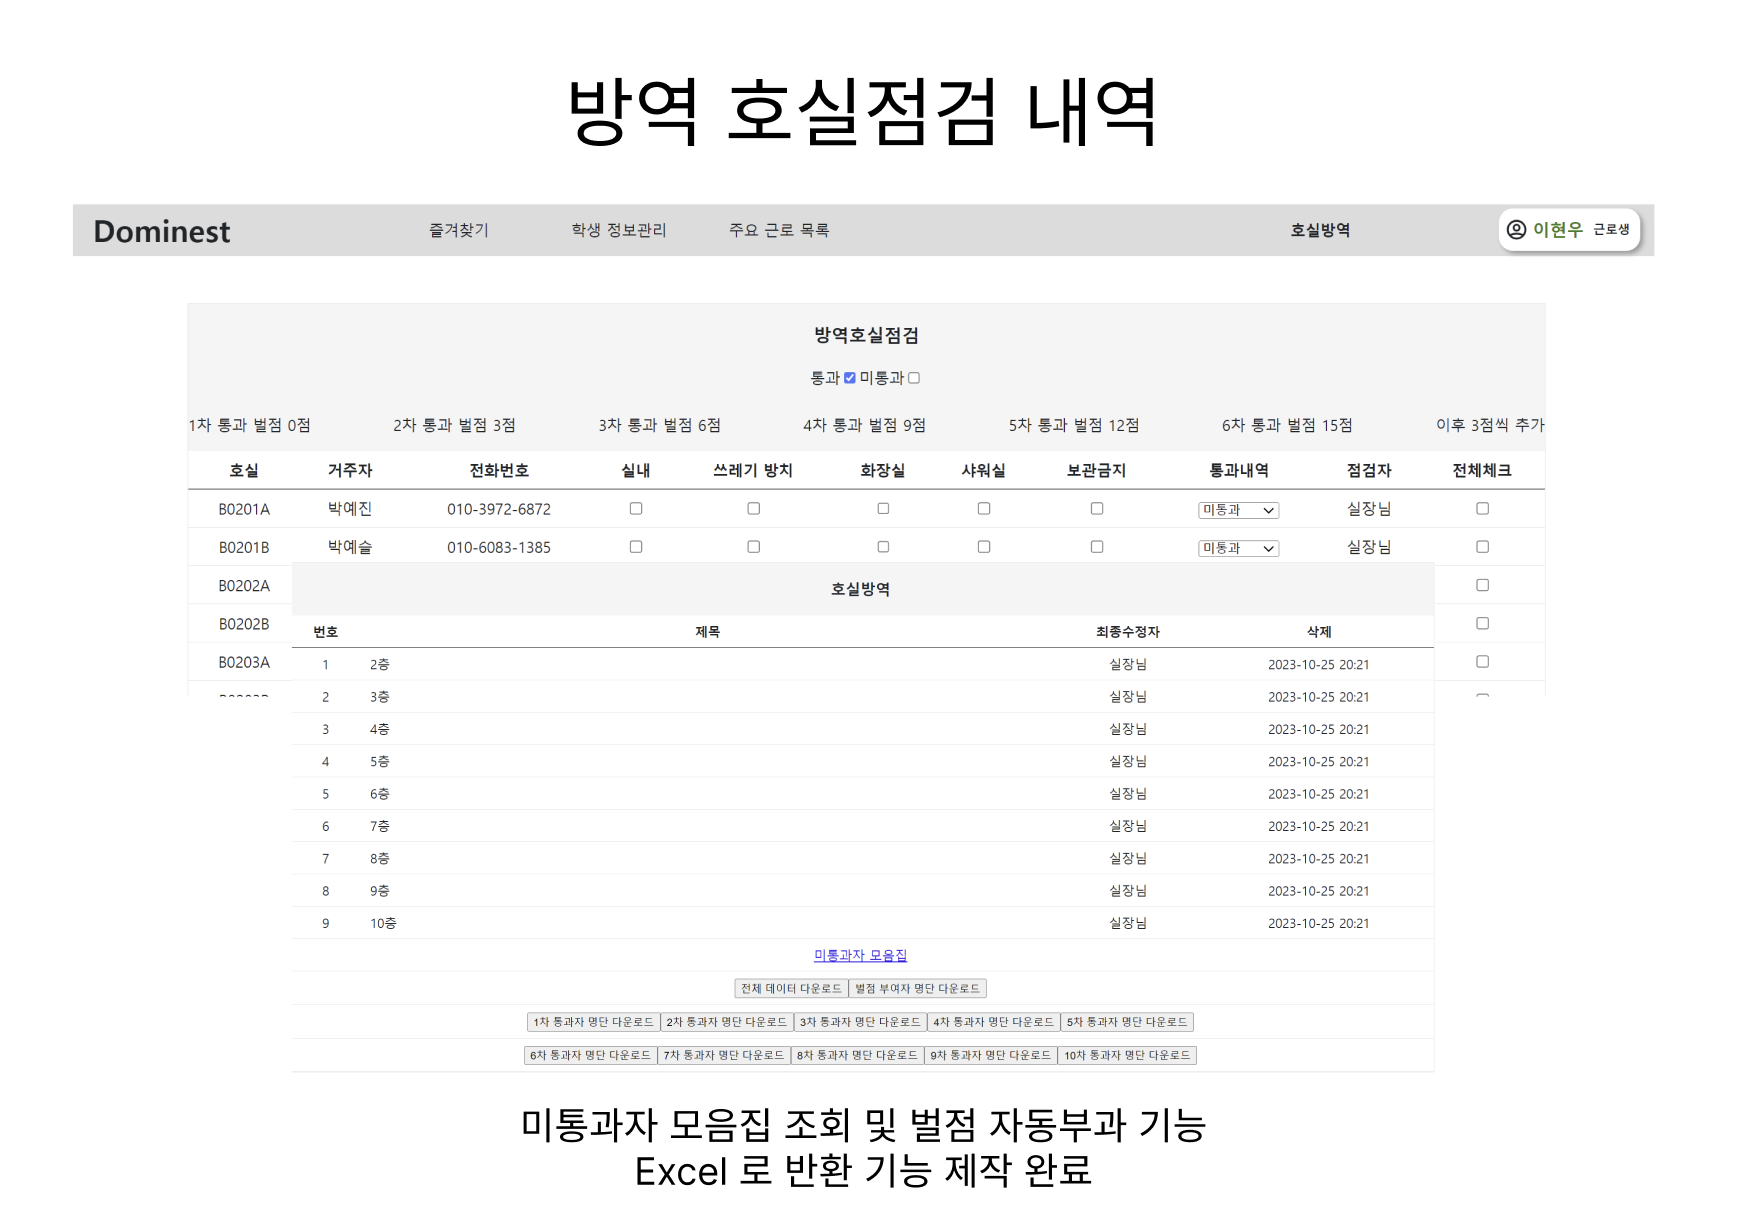 방역 호실점검 내역
Dominest 즐겨찾기 학생 정보관리 주요 근로 목록 호실방역 이현우 근로생
방역호실점검
통과 미통과
1차 통과 벌점 0점 2차 통과 벌점 3점 3차 통과 벌점 6점 4차 통과 벌점 9점 5차 통과 벌점 12점 6차 통과 벌점 15점 이후 3점씩 추가
호실 거주자 전화번호 실내 쓰레기 방치 화장실 샤워실 보관금지 통과내역 점검자 전체체크
B0201A 박예진 010-3972-6872 미통과 실장님
B0201B 박예슬 010-6083-1385 미통과 실장님
B0202A
B0202B
B0203A
호실방역
번호 제목 최종수정자 삭제
1 2층 실장님 2023-10-25 20:21
2 3층 실장님 2023-10-25 20:21
3 4층 실장님 2023-10-25 20:21
4 5층 실장님 2023-10-25 20:21
5 6층 실장님 2023-10-25 20:21
6 7층 실장님 2023-10-25 20:21
7 8층 실장님 2023-10-25 20:21
8 9층 실장님 2023-10-25 20:21
9 10층 실장님 2023-10-25 20:21
미통과자 모음집
전체 데이터 다운로드 벌점 부여자 명단 다운로드
1차 통과자 명단 다운로드 2차 통과자 명단 다운로드 3차 통과자 명단 다운로드 4차 통과자 명단 다운로드 5차 통과자 명단 다운로드
6차 통과자 명단 다운로드 7차 통과자 명단 다운로드 8차 통과자 명단 다운로드 9차 통과자 명단 다운로드 10차 통과자 명단 다운로드
미통과자 모음집 조회 및 벌점 자동부과 기능
Excel 로 반환 기능 제작 완료